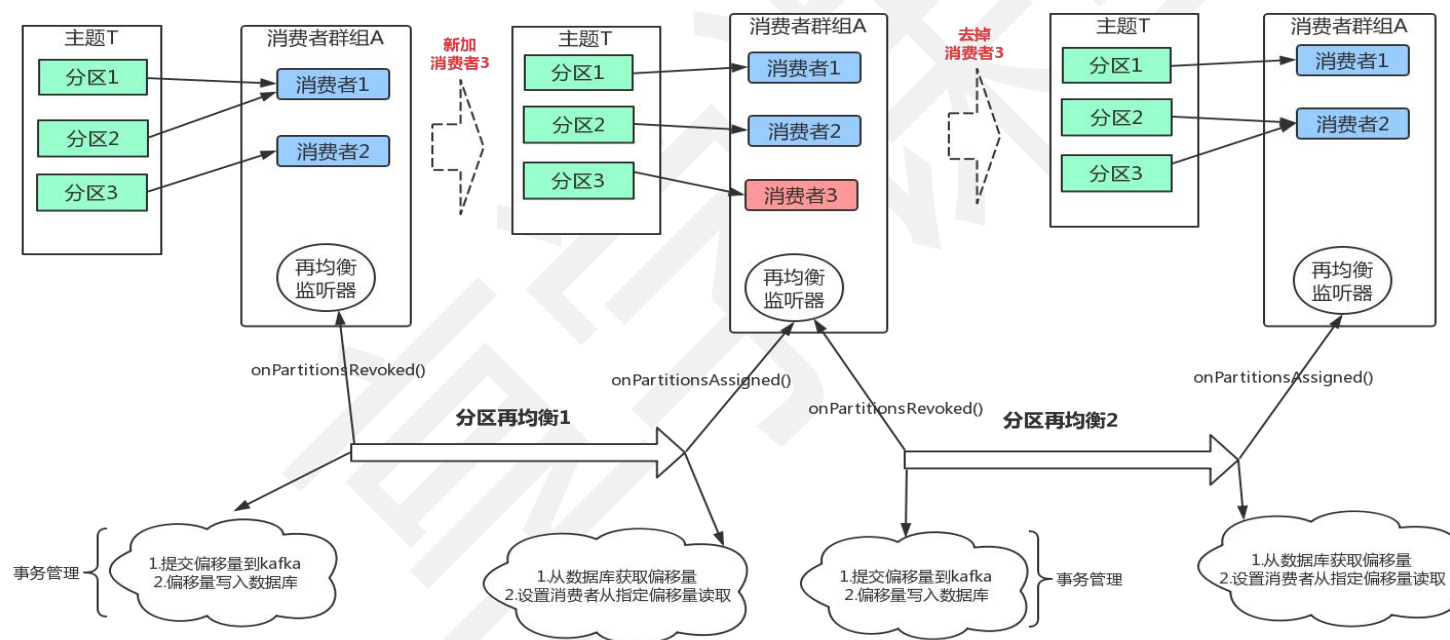 主题T
分区1
分区2
分区3
消费者群组A
消费者1
消费者2
再均衡
监听器
新加
消费者3
主题T
分区1
分区2
分区3
消费者群组A
消费者1
消费者2
消费者3
再均衡
监听器
去掉
消费者3
主题T
分区1
分区2
分区3
消费者群组A
消费者1
消费者2
再均衡
监听器
onPartitionsRevoked()
分区再均衡1
onPartitionsAssigned()
onPartitionsRevoked()
分区再均衡2
onPartitionsAssigned()
事务管理
1.提交偏移量到kafka
2.偏移量写入数据库
1.从数据库获取偏移量
2.设置消费者从指定偏移量读取
1.提交偏移量到kafka
2.偏移量写入数据库
事务管理
1.从数据库获取偏移量
2.设置消费者从指定偏移量读取